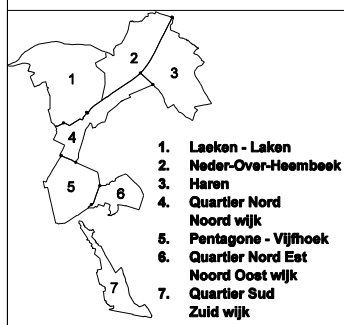 1
2
3
4
5
6
7
1. Laeken - Laken
2. Neder-Over-Heembeek
3. Haren
4. Quartier Nord
Noord wijk
5. Pentagone - Vijfhoek
6. Quartier Nord Est
Noord Oost wijk
7. Quartier Sud
Zuid wijk